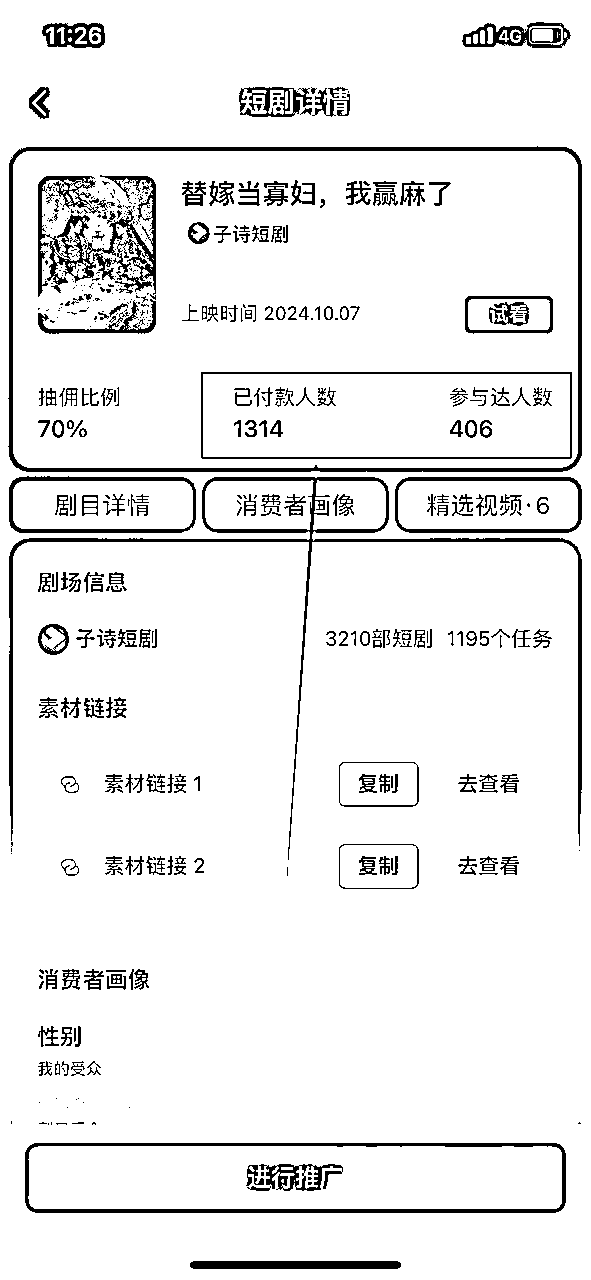 11:26 4G
短剧详情
替嫁当寡妇，我赢麻了
子诗短剧
上映时间 2024.10.07 试看
抽佣比例 已付款人数 参与达人数
70% 1314 406
剧目详情 消费者画像 精选视频·6
剧场信息
子诗短剧 3210部短剧 1195个任务
素材链接
素材链接 1 复制 去查看
素材链接 2 复制 去查看
消费者画像
性别
我的受众
进行推广